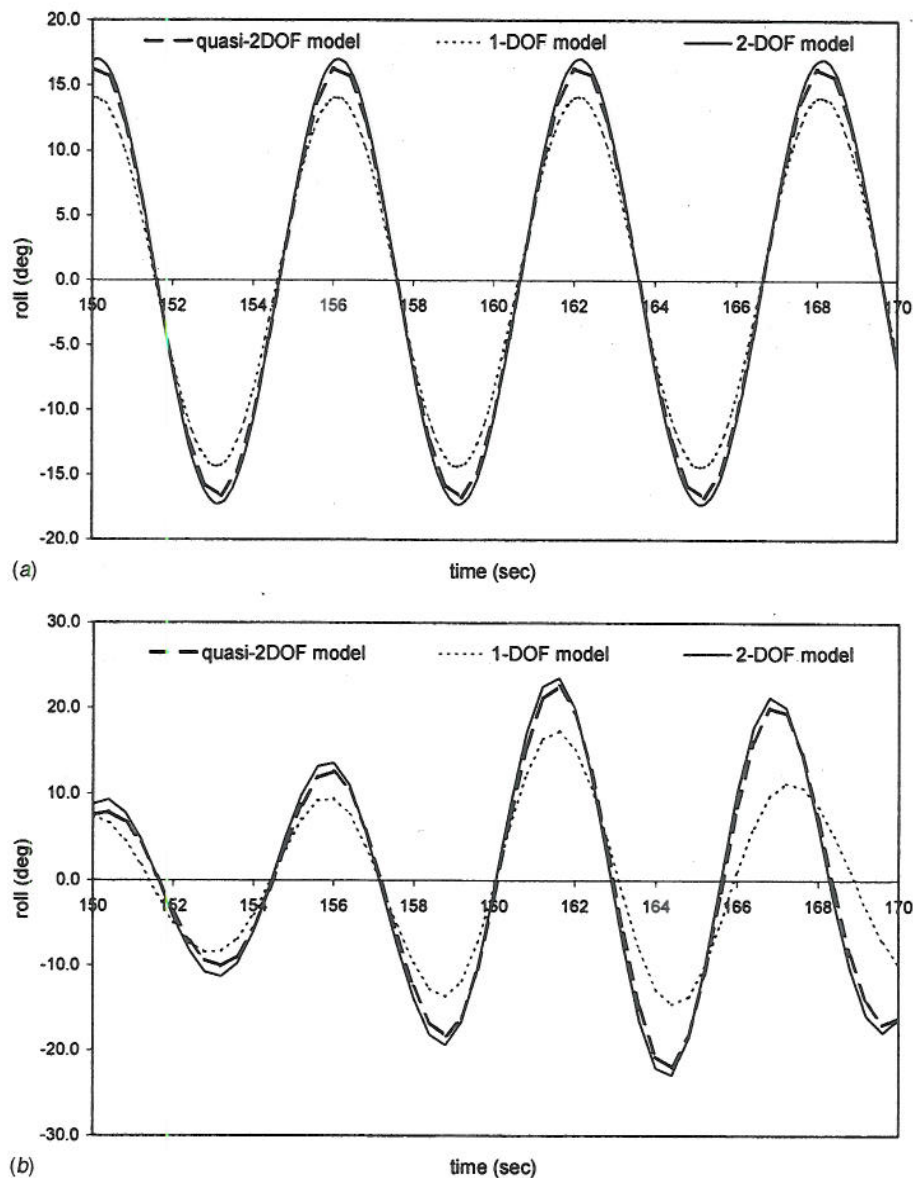 20.0
quasi-2DOF model 1-DOF model 2-DOF model
15.0
10.0
5.0
roll (deg)
0.0
150 152 154 156 158 160 162 164 166 168 170
-5.0
-10.0
-15.0
-20.0
(a) time (sec)
30.0
quasi-2DOF model 1-DOF model 2-DOF model
20.0
10.0
roll (deg)
0.0
150 152 154 156 158 160 162 164 166 168 170
-10.0
-20.0
-30.0
(b) time (sec)